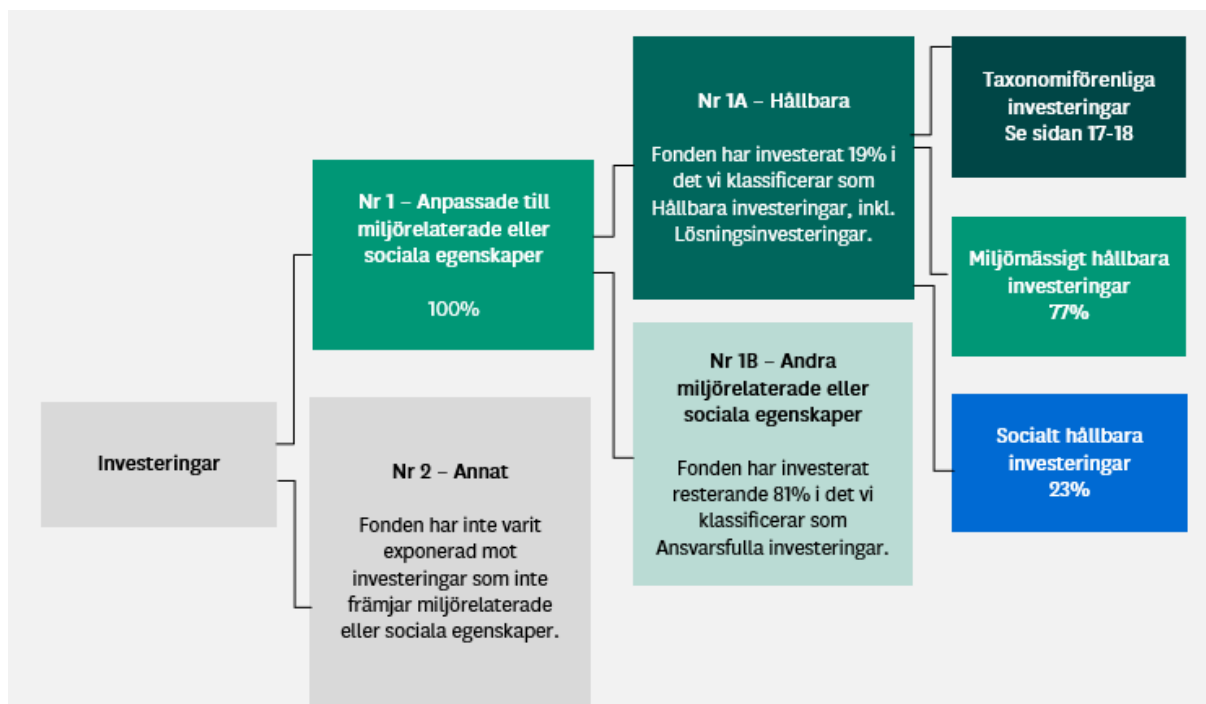 Investeringar
Nr 1 – Anpassade till
miljörelaterade eller
sociala egenskaper
100%
Nr 2 – Annat
Fonden har inte varit
exponerad mot
investeringar som inte
främjar miljörelaterade
eller sociala egenskaper.
Nr 1A – Hållbara
Fonden har investerat 19% i
det vi klassificerar som
Hållbara investeringar, inkl.
Lösningsinvesteringar.
Nr 1B – Andra
miljörelaterade eller
sociala egenskaper
Fonden har investerat
resterande 81% i det vi
klassificerar som
Ansvarsfulla investeringar.
Taxonomiförenliga
investeringar
Se sidan 17-18
Miljömässigt hållbara
investeringar
77%
Socialt hållbara
investeringar
23%